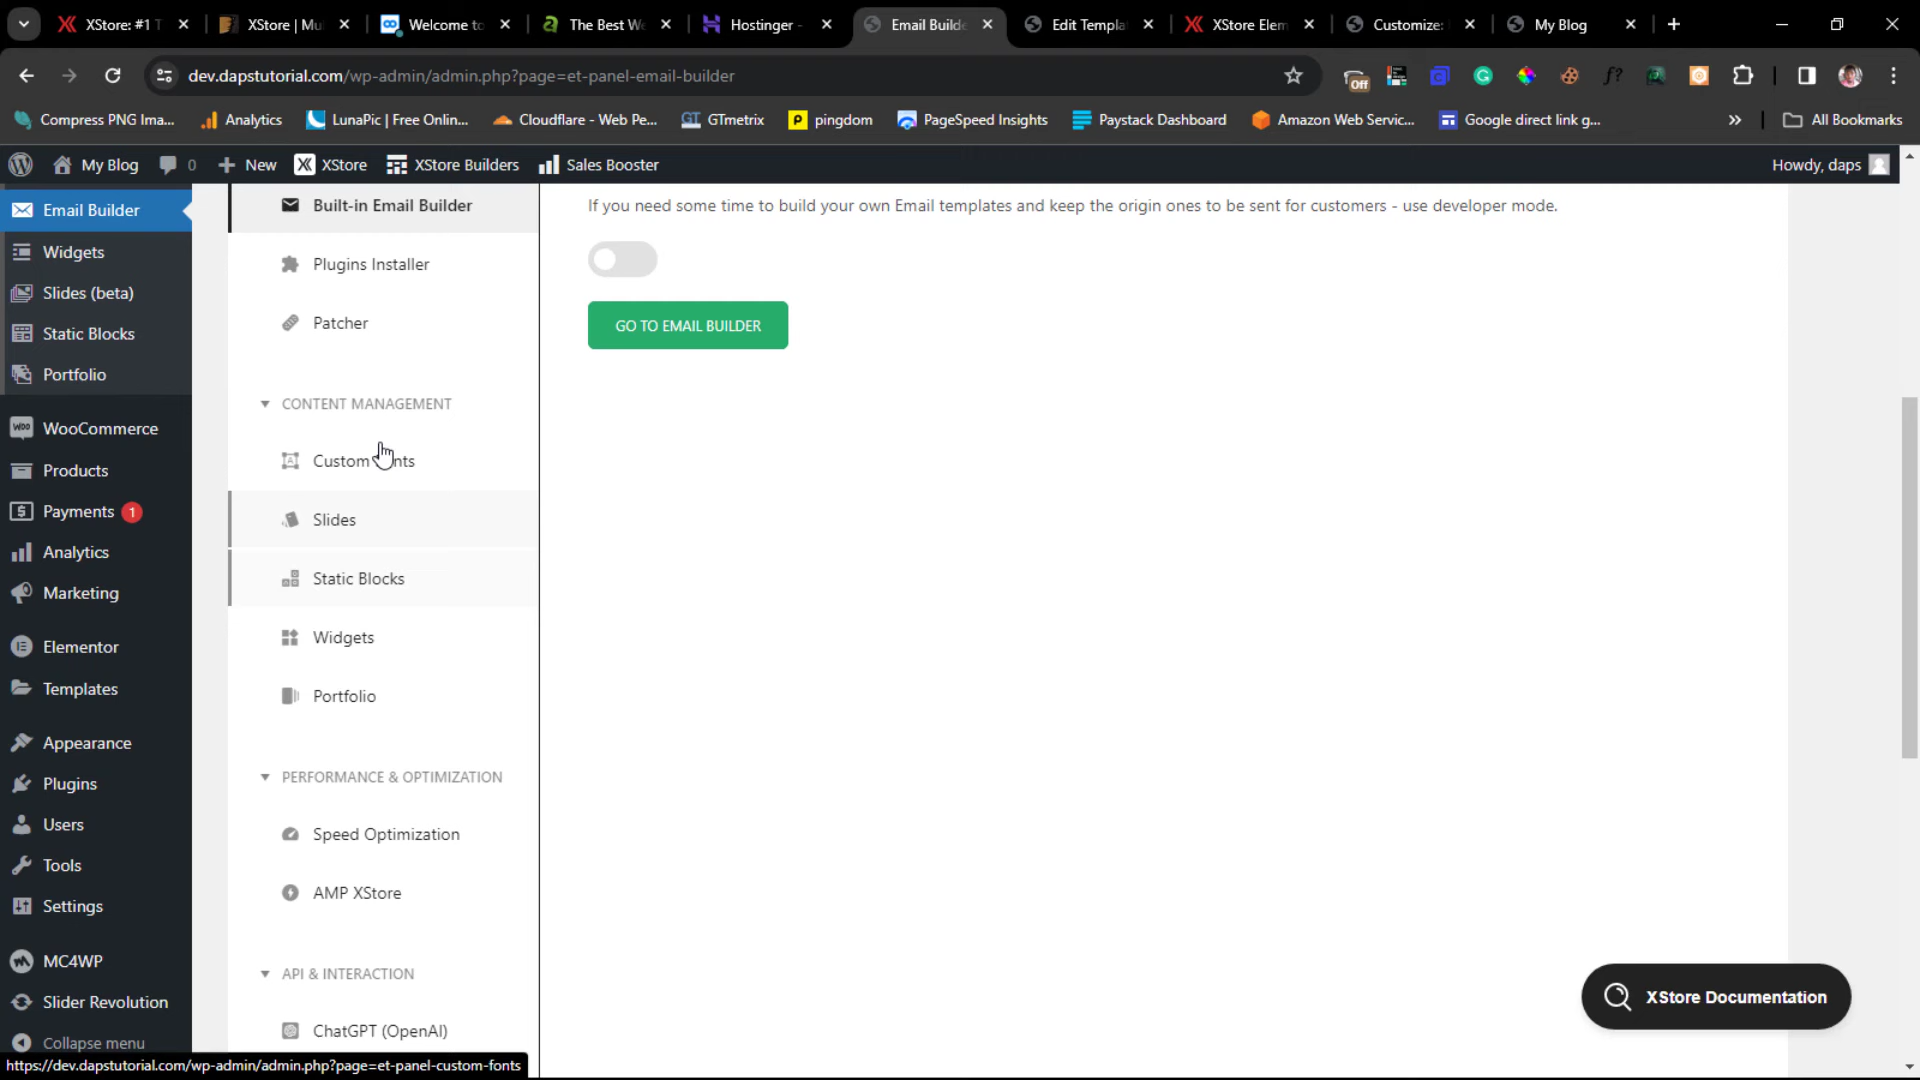 XStore: #1 T
XStore | Mu
Welcome to
The Best We
Hostinger -
Email Builde
Edit Templa
XStore Elem
Customize:
My Blog
dev.dapstutorial.com/wp-admin/admin.php?page=et-panel-email-builder
Off
Compress PNG Ima...
Analytics
LunaPic | Free Onlin...
Cloudflare - Web Pe...
GTmetrix
pingdom
PageSpeed Insights
Paystack Dashboard
Amazon Web Servic...
Google direct link g...
All Bookmarks
My Blog
0
New
XStore
XStore Builders
Sales Booster
Howdy, daps
Email Builder
Widgets
Slides (beta)
Static Blocks
Portfolio
WooCommerce
Products
Payments 1
Analytics
Marketing
Elementor
Templates
Appearance
Plugins
Users
Tools
Settings
MC4WP
Slider Revolution
Collapse menu
Built-in Email Builder
Plugins Installer
Patcher
CONTENT MANAGEMENT
Custom Fonts
Slides
Static Blocks
Widgets
Portfolio
PERFORMANCE & OPTIMIZATION
Speed Optimization
AMP XStore
API & INTERACTION
ChatGPT (OpenAI)
If you need some time to build your own Email templates and keep the origin ones to be sent for customers - use developer mode.
GO TO EMAIL BUILDER
XStore Documentation
https://dev.dapstutorial.com/wp-admin/admin.php?page=et-panel-custom-fonts